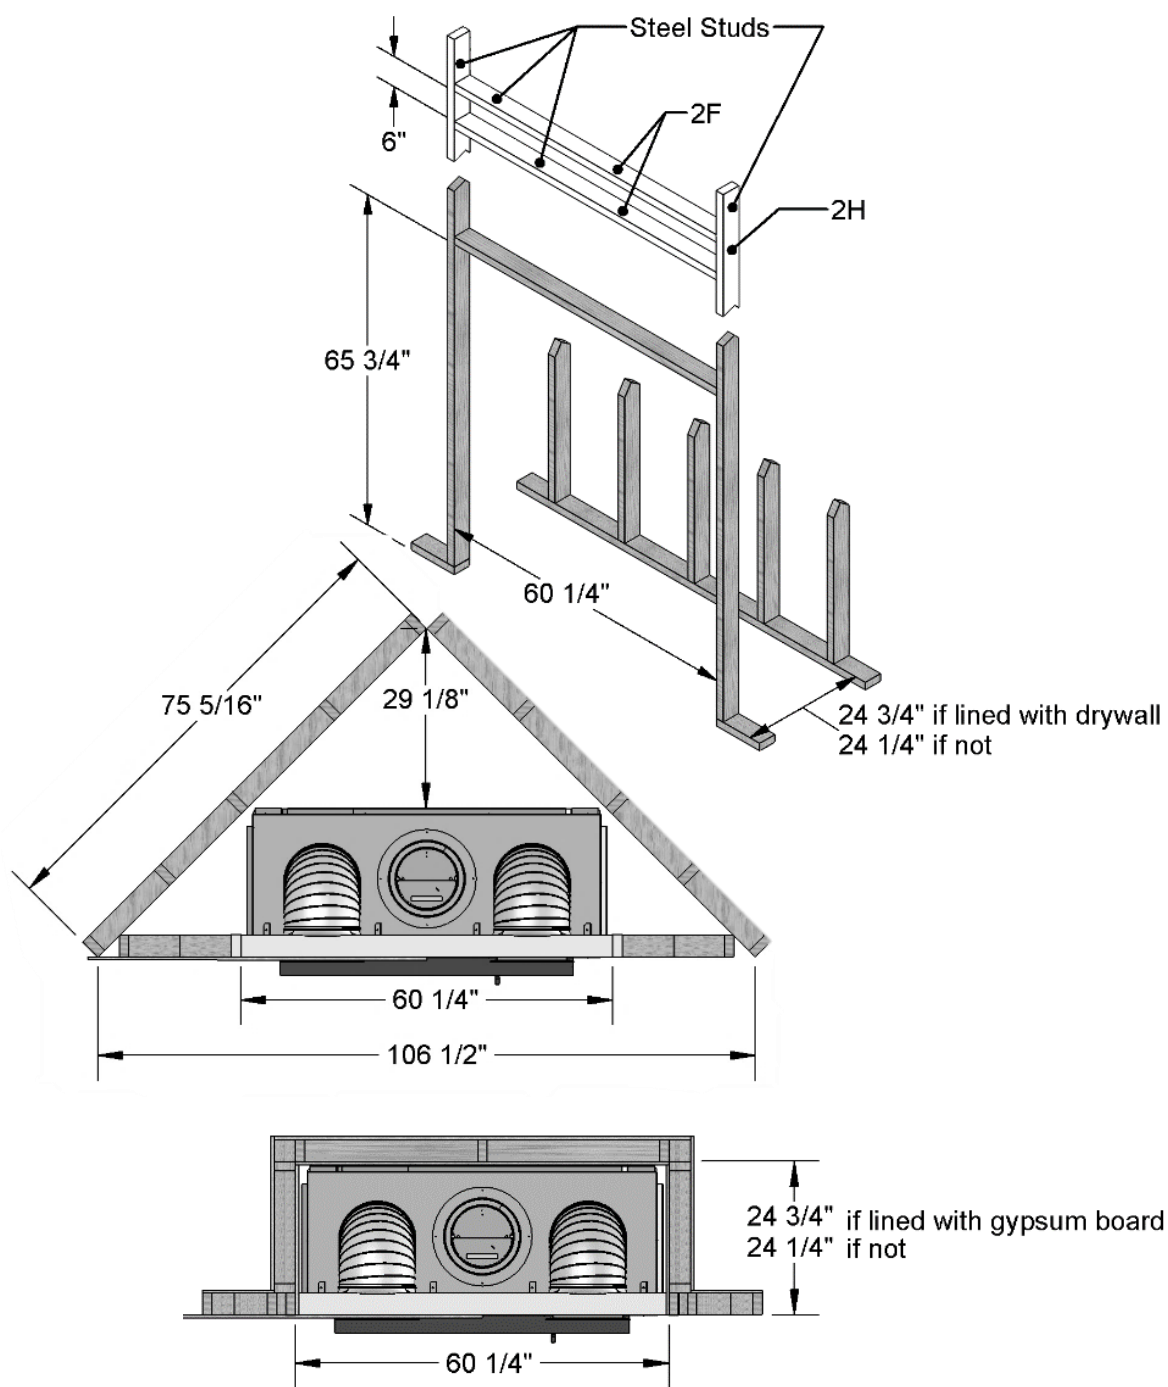 Steel Studs
2F
6"
2H
65 3/4"
60 1/4"
75 5/16"
29 1/8"
24 3/4" if lined with drywall
24 1/4" if not
60 1/4"
106 1/2"
24 3/4" if lined with gypsum board
24 1/4" if not
60 1/4"